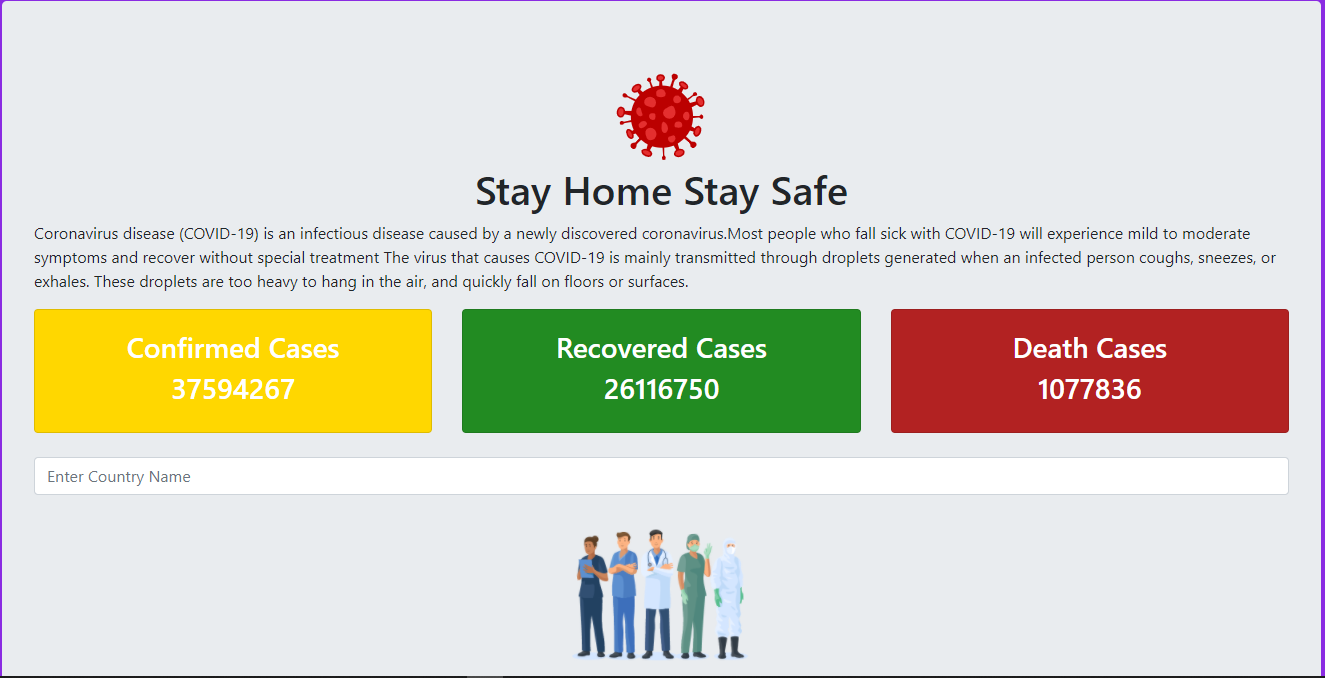 Stay Home Stay Safe
Coronavirus disease (COVID-19) is an infectious disease caused by a newly discovered coronavirus.Most people who fall sick with COVID-19 will experience mild to moderate
symptoms and recover without special treatment The virus that causes COVID-19 is mainly transmitted through droplets generated when an infected person coughs, sneezes, or
exhales. These droplets are too heavy to hang in the air, and quickly fall on floors or surfaces.
Confirmed Cases
37594267
Recovered Cases
26116750
Death Cases
1077836
Enter Country Name